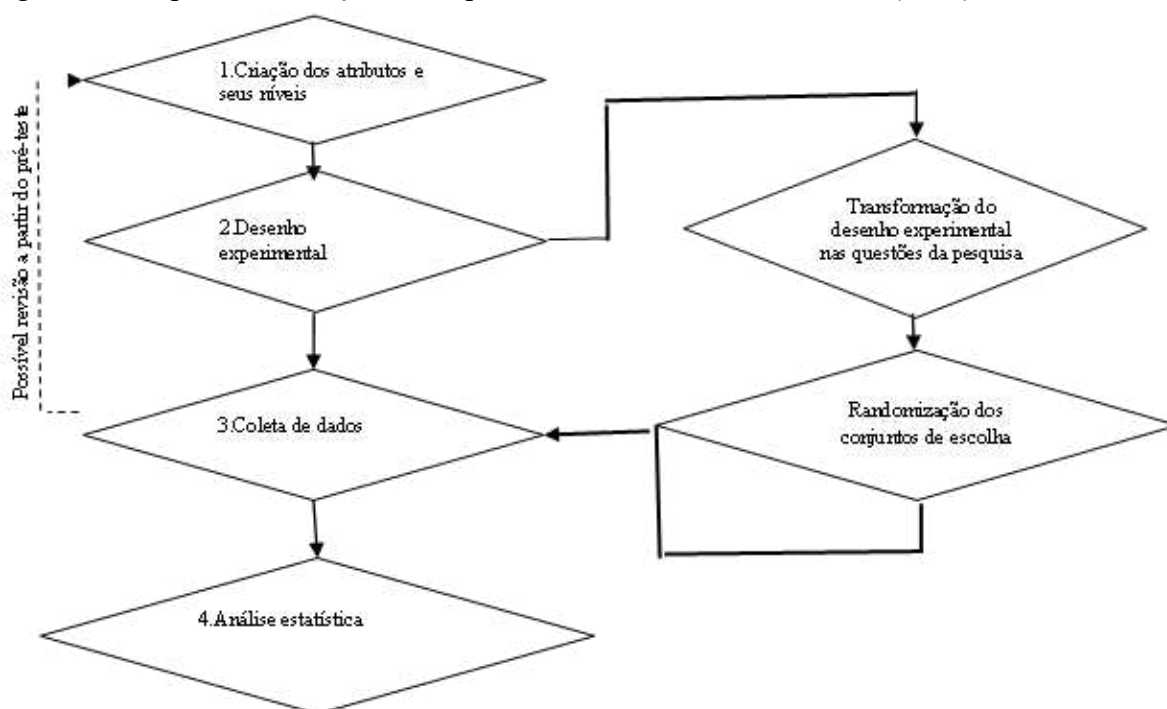 1.Criação dos atributos e
seus níveis
2.Desenho
experimental
Transformação do
desenho experimental
nas questões da pesquisa
Possível revisão a partir do pré-teste
3.Coleta de dados
Randomização dos
conjuntos de escolha
4.Análise estatística